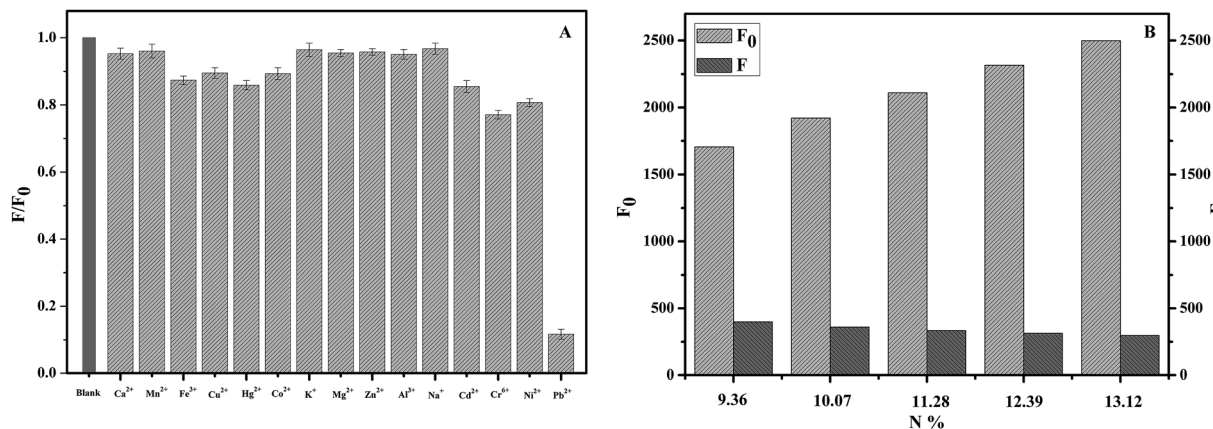 A
1.0
0.8
0.6
0.4
0.2
0.0
F/F0
Blank Ca2+ Mn2+ Fe3+ Cu2+ Hg2+ Co2+ K+ Mg2+ Zn2+ Al3+ Na+ Cd2+ Cr6+ Ni2+ Pb2+
B
F0
F
2500 2500
2000 2000
1500 1500
1000 1000
500 500
0 0
F0
9.36 10.07 11.28 12.39 13.12
N %